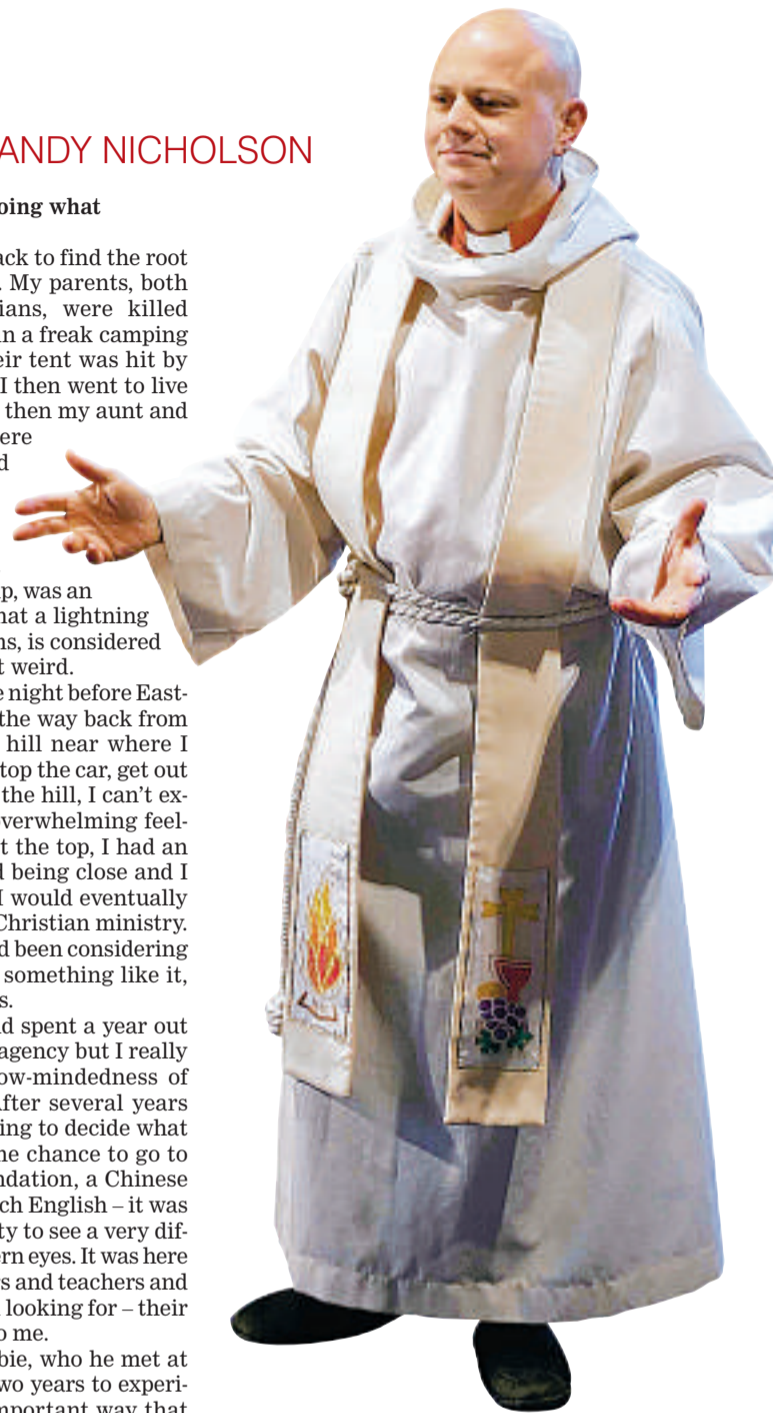 ANDY NICHOLSON
oing what
ack to find the root
. My parents, both
ians, were killed
in a freak camping
eir tent was hit by
I then went to live
then my aunt and
ere
d
p, was an
hat a lightning
ns, is considered
t weird.
e night before East-
the way back from
hill near where I
top the car, get out
the hill, I can’t ex-
overwhelming feel-
t the top, I had an
d being close and I
I would eventually
Christian ministry.
d been considering
something like it,
s.
d spent a year out
agency but I really
ow-mindedness of
fter several years
ing to decide what
he chance to go to
ndation, a Chinese
ch English – it was
ty to see a very dif-
ern eyes. It was here
s and teachers and
looking for – their
o me.
bie, who he met at
wo years to experi-
mportant way that